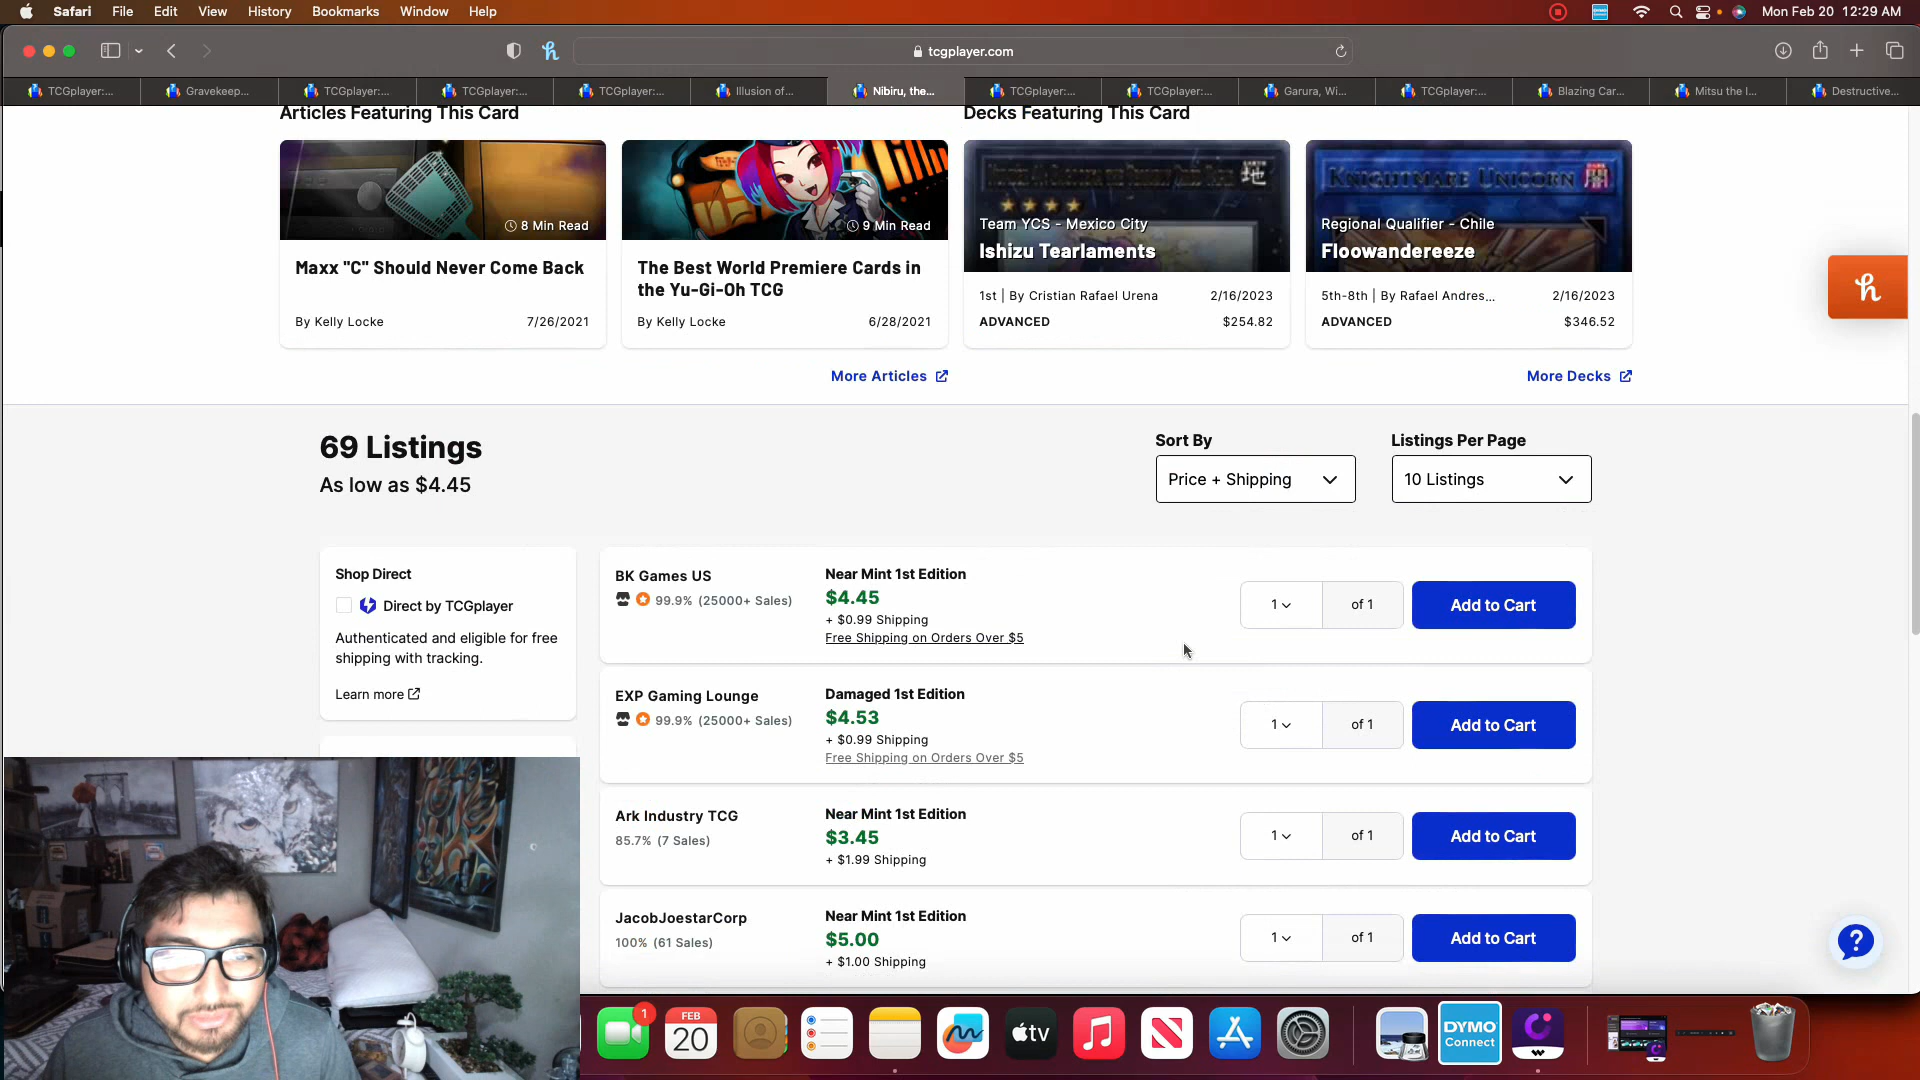 Safari File Edit View History Bookmarks Window Help
Mon Feb 20 12:29 AM
tcgplayer.com
TCGplayer:...
Gravekeep...
TCGplayer:...
TCGplayer:...
TCGplayer:...
Illusion of...
Nibiru, the...
TCGplayer:...
TCGplayer:...
Garura, Wi...
TCGplayer:...
Blazing Car...
Mitsu the I...
Destructive...
Articles Featuring This Card
Decks Featuring This Card
8 Min Read
Maxx "C" Should Never Come Back
By Kelly Locke
7/26/2021
9 Min Read
The Best World Premiere Cards in
the Yu-Gi-Oh TCG
By Kelly Locke
6/28/2021
地
Team YCS - Mexico City
Ishizu Tearlaments
1st | By Cristian Rafael Urena
2/16/2023
ADVANCED
$254.82
KNIGHTMARE UNICORN
闇
Regional Qualifier - Chile
Floowandereeze
5th-8th | By Rafael Andres...
2/16/2023
ADVANCED
$346.52
More Articles
More Decks
69 Listings
As low as $4.45
Sort By
Price + Shipping
Listings Per Page
10 Listings
Shop Direct
Direct by TCGplayer
Authenticated and eligible for free
shipping with tracking.
Learn more
BK Games US
99.9% (25000+ Sales)
Near Mint 1st Edition
$4.45
+ $0.99 Shipping
Free Shipping on Orders Over $5
1
of 1
Add to Cart
EXP Gaming Lounge
99.9% (25000+ Sales)
Damaged 1st Edition
$4.53
+ $0.99 Shipping
Free Shipping on Orders Over $5
1
of 1
Add to Cart
Ark Industry TCG
85.7% (7 Sales)
Near Mint 1st Edition
$3.45
+ $1.99 Shipping
1
of 1
Add to Cart
JacobJoestarCorp
100% (61 Sales)
Near Mint 1st Edition
$5.00
+ $1.00 Shipping
1
of 1
Add to Cart
1
FEB
20
tv
DYMO
Connect